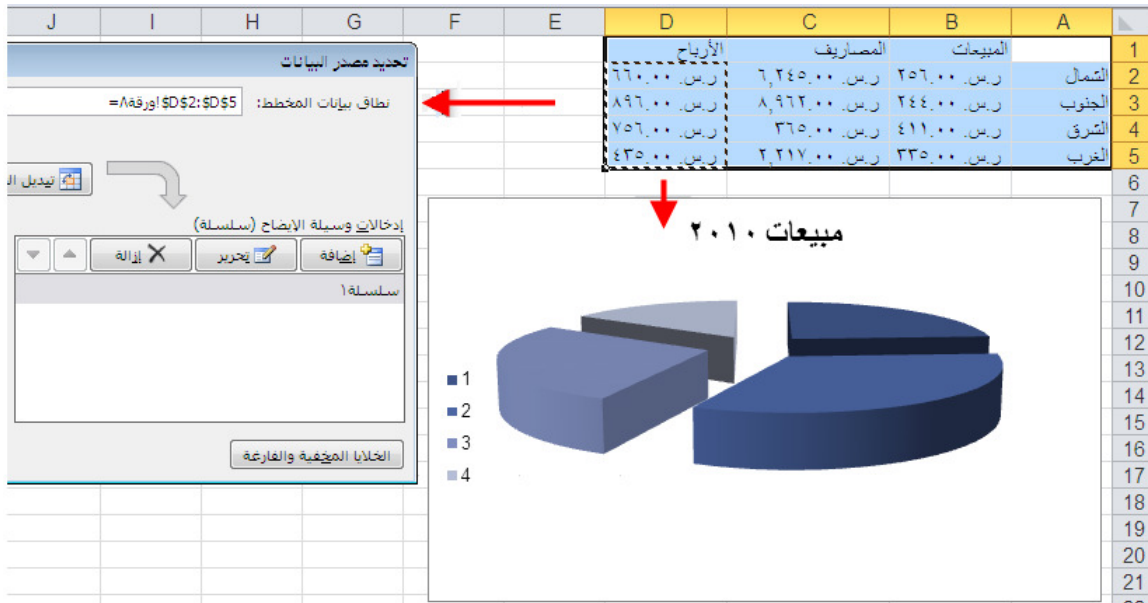 A B C D E F G H I J
1 المبيعات المصاريف الأرباح
2 الشمال ر.س. ٢٥٦.٠٠ ر.س. ٦,٢٤٥.٠٠ ر.س. ٦٦٠.٠٠
3 الجنوب ر.س. ٢٤٤.٠٠ ر.س. ٨,٩٦٢.٠٠ ر.س. ٨٩٦.٠٠
4 الشرق ر.س. ٤١١.٠٠ ر.س. ٣٦٥.٠٠ ر.س. ٧٥٦.٠٠
5 الغرب ر.س. ٣٣٥.٠٠ ر.س. ٢,٢١٧.٠٠ ر.س. ٤٣٥.٠٠
6
7
8
9
10
11
12
13
14
15
16
17
18
19
20
21
مبيعات ٢٠١٠
1
2
3
4
تحديد مصدر البيانات
نطاق بيانات المخطط: =ورقة٨!$D$2:$D$5
تبديل
إدخالات وسيلة الإيضاح (سلسلة)
إضافة تحرير إزالة
سلسلة١
الخلايا المخفية والفارغة